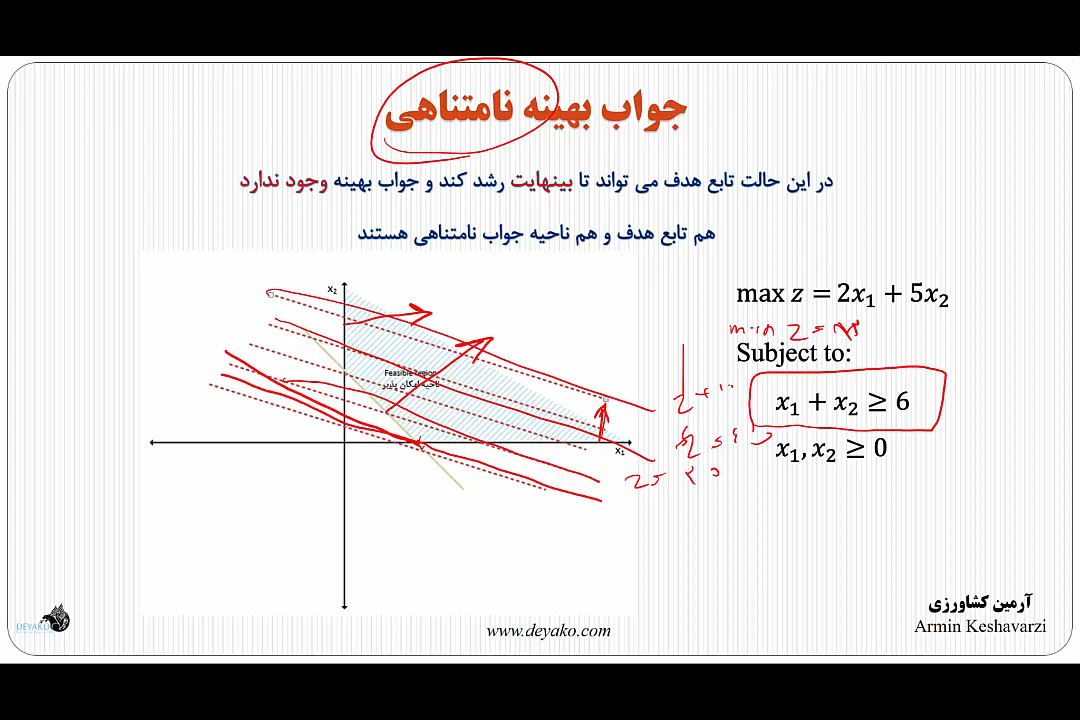 جواب بهینه نامتناهی
در این حالت تابع هدف می تواند تا بینهایت رشد کند و جواب بهینه وجود ندارد
هم تابع هدف و هم ناحیه جواب نامتناهی هستند
max z = 2x₁ + 5x₂
min z =
Subject to:
x₁ + x₂ ≥ 6
x₁, x₂ ≥ 0
x₂
Feasible region
ناحیه امکان پذیر
x₁
آرمین کشاورزی
Armin Keshavarzi
www.deyako.com
DEYAKO